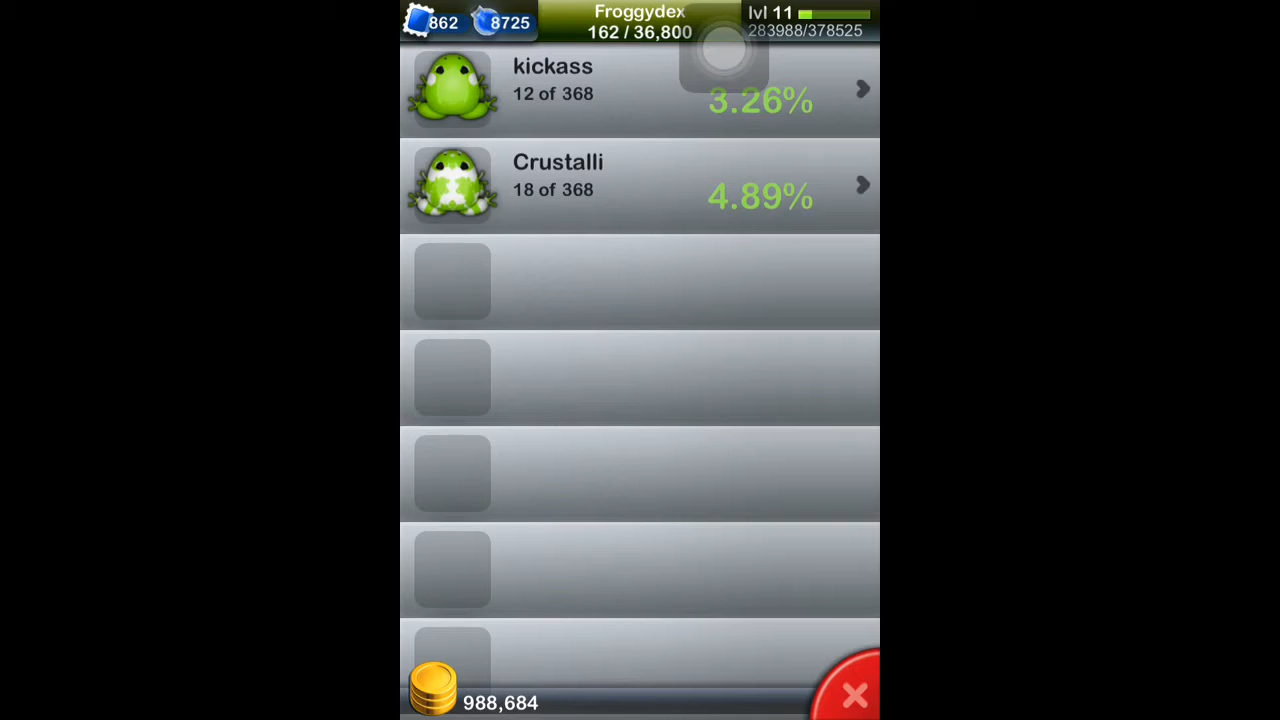 862 8725 Froggydex lvl 11
162 / 36,800 283988/378525
kickass
12 of 368
3.26%
Crustalli
18 of 368
4.89%
988,684